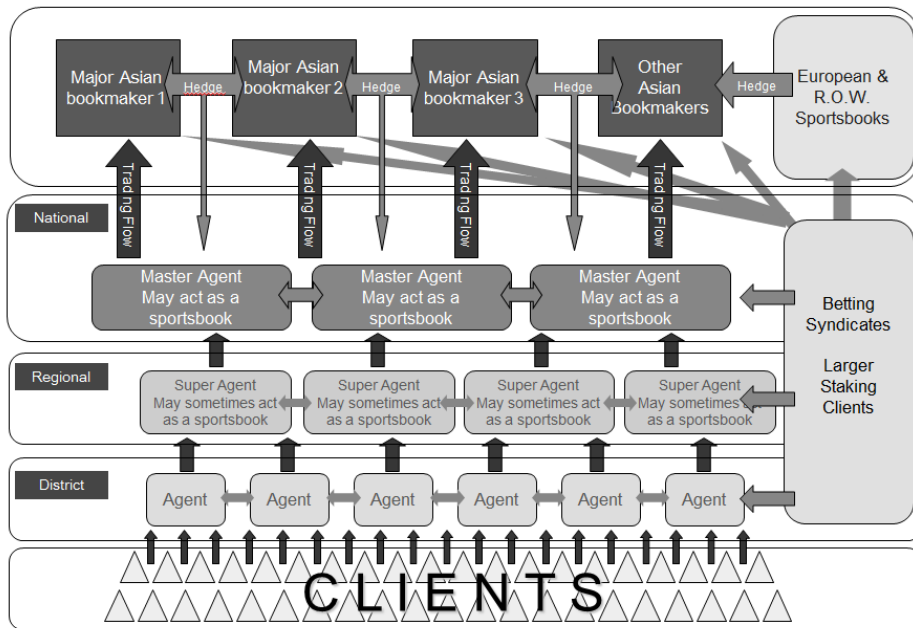 Major Asian
bookmaker 1
Hedge
Major Asian
bookmaker 2
Hedge
Major Asian
bookmaker 3
Hedge
Other
Asian
Bookmakers
Hedge
European &
R.O.W.
Sportsbooks
Trading Flow
Trading Flow
Trading Flow
Trading Flow
National
Master Agent
May act as a
sportsbook
Master Agent
May act as a
sportsbook
Master Agent
May act as a
sportsbook
Betting
Syndicates
Larger
Staking
Clients
Regional
Super Agent
May sometimes act
as a sportsbook
Super Agent
May sometimes act
as a sportsbook
Super Agent
May sometimes act
as a sportsbook
Super Agent
May sometimes act
as a sportsbook
District
Agent
Agent
Agent
Agent
Agent
Agent
CLIENTS